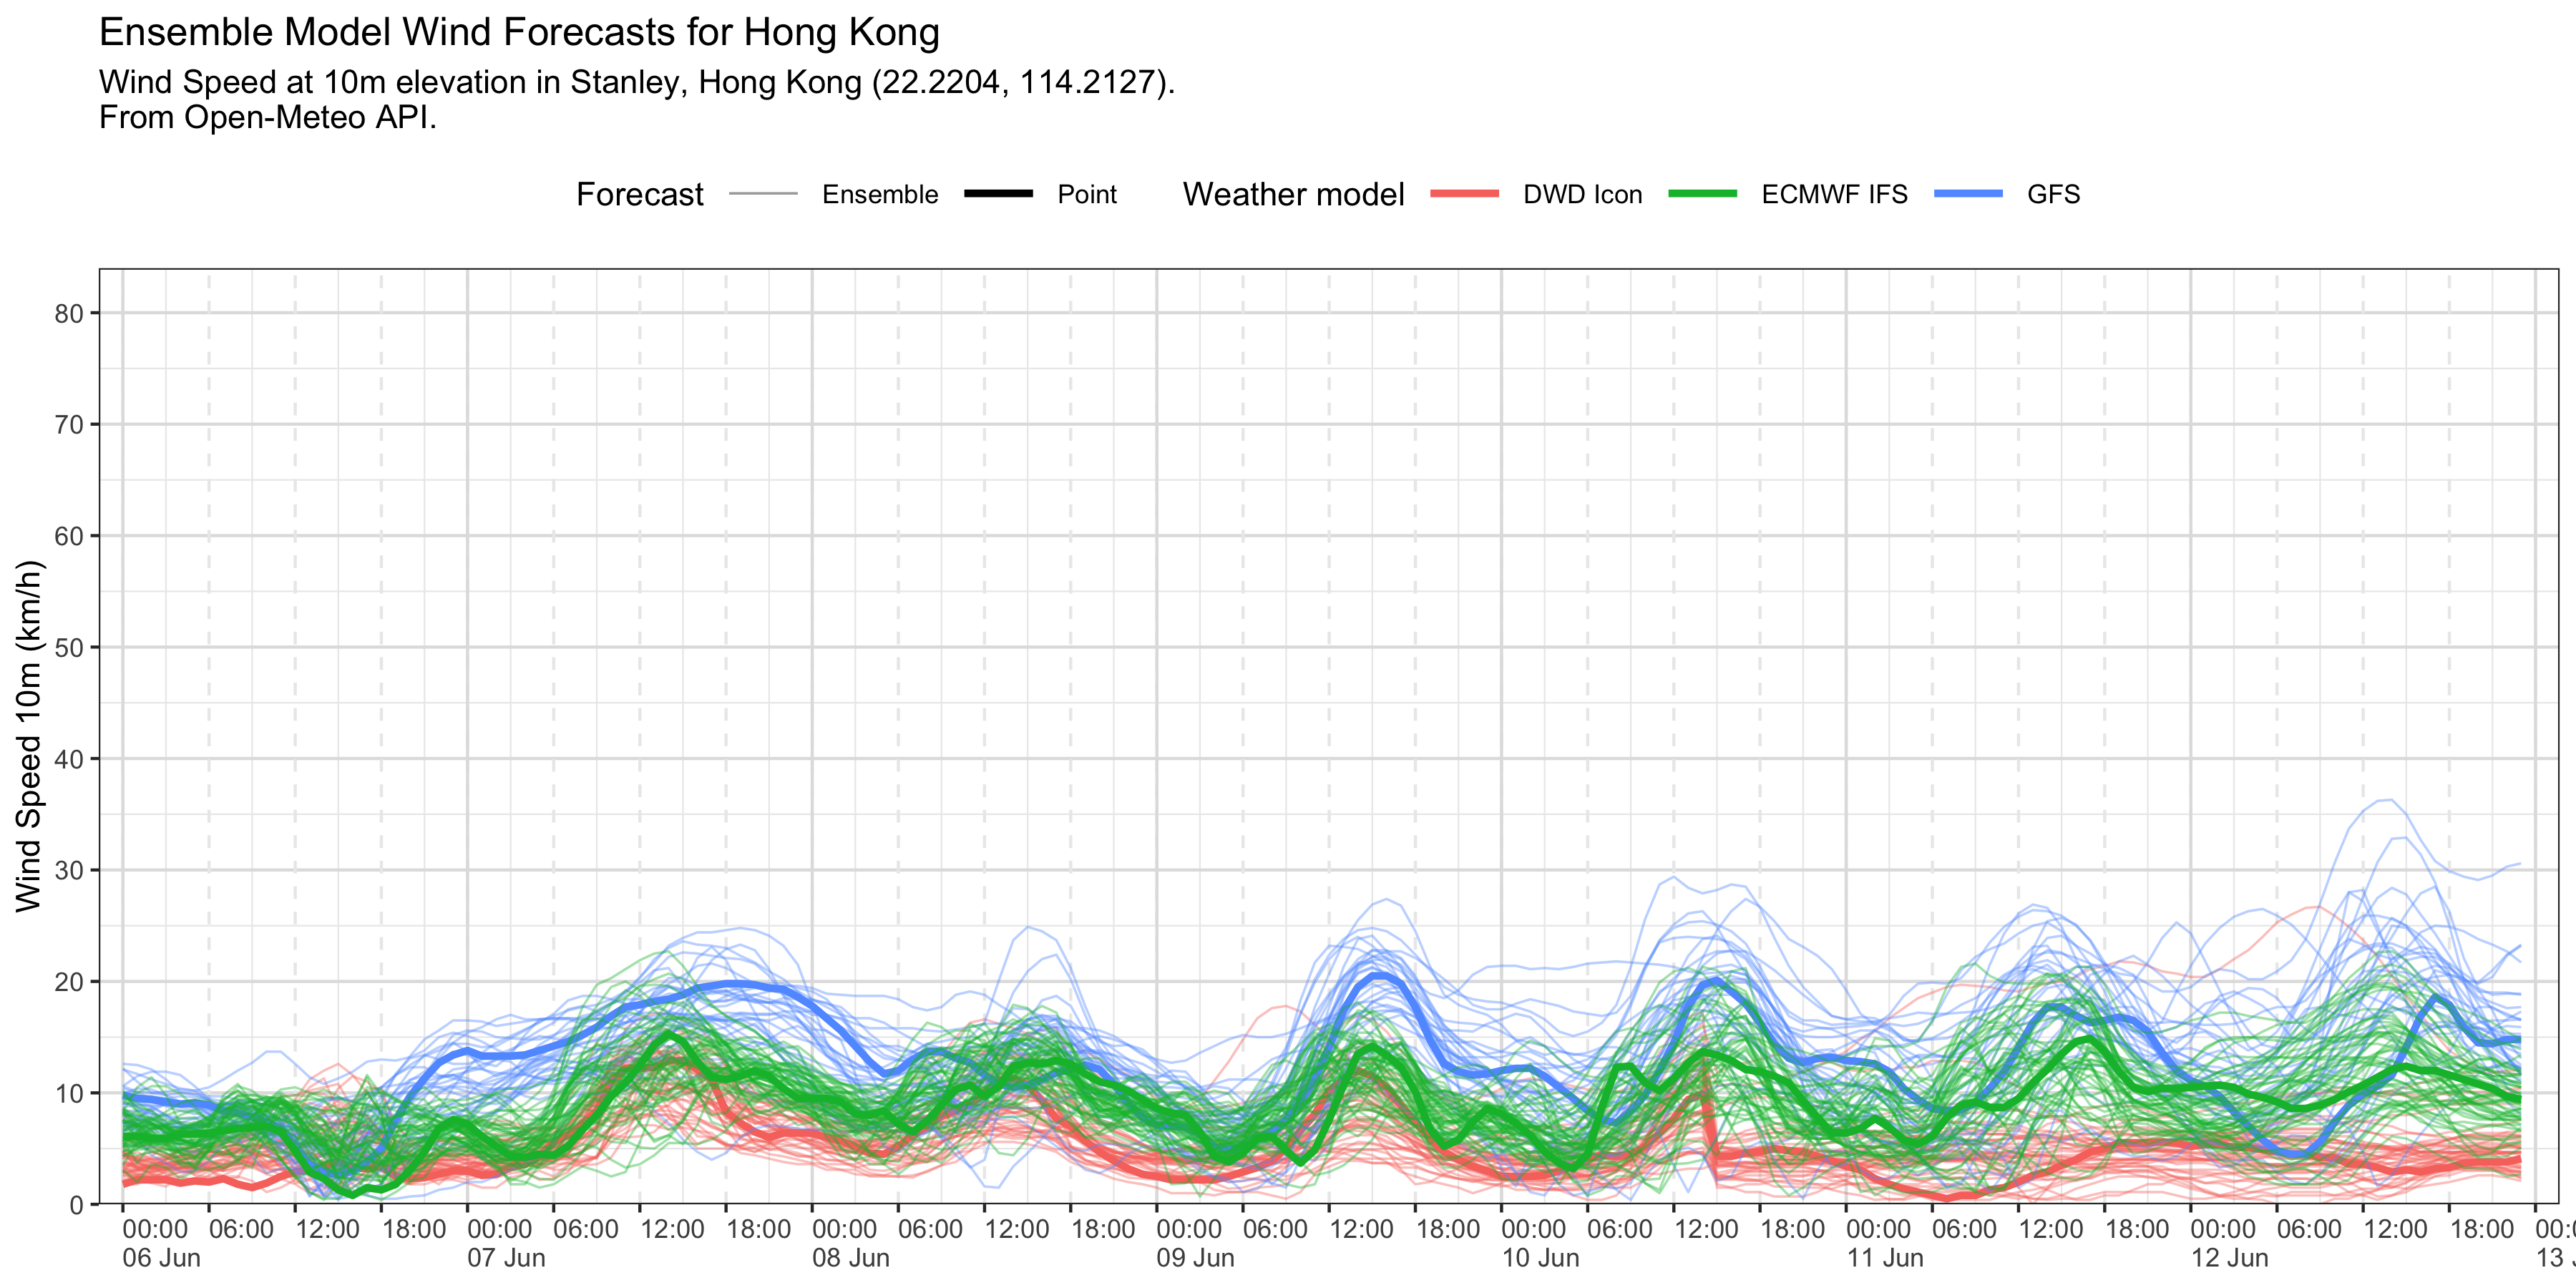 Ensemble Model Wind Forecasts for Hong Kong
Wind Speed at 10m elevation in Stanley, Hong Kong (22.2204, 114.2127).
From Open-Meteo API.
Forecast Ensemble Point Weather model DWD Icon ECMWF IFS GFS
Wind Speed 10m (km/h)
80
70
60
50
40
30
20
10
0
00:00 06:00 12:00 18:00 00:00 06:00 12:00 18:00 00:00 06:00 12:00 18:00 00:00 06:00 12:00 18:00 00:00 06:00 12:00 18:00 00:00 06:00 12:00 18:00 00:00 06:00 12:00 18:00
06 Jun 07 Jun 08 Jun 09 Jun 10 Jun 11 Jun 12 Jun 13